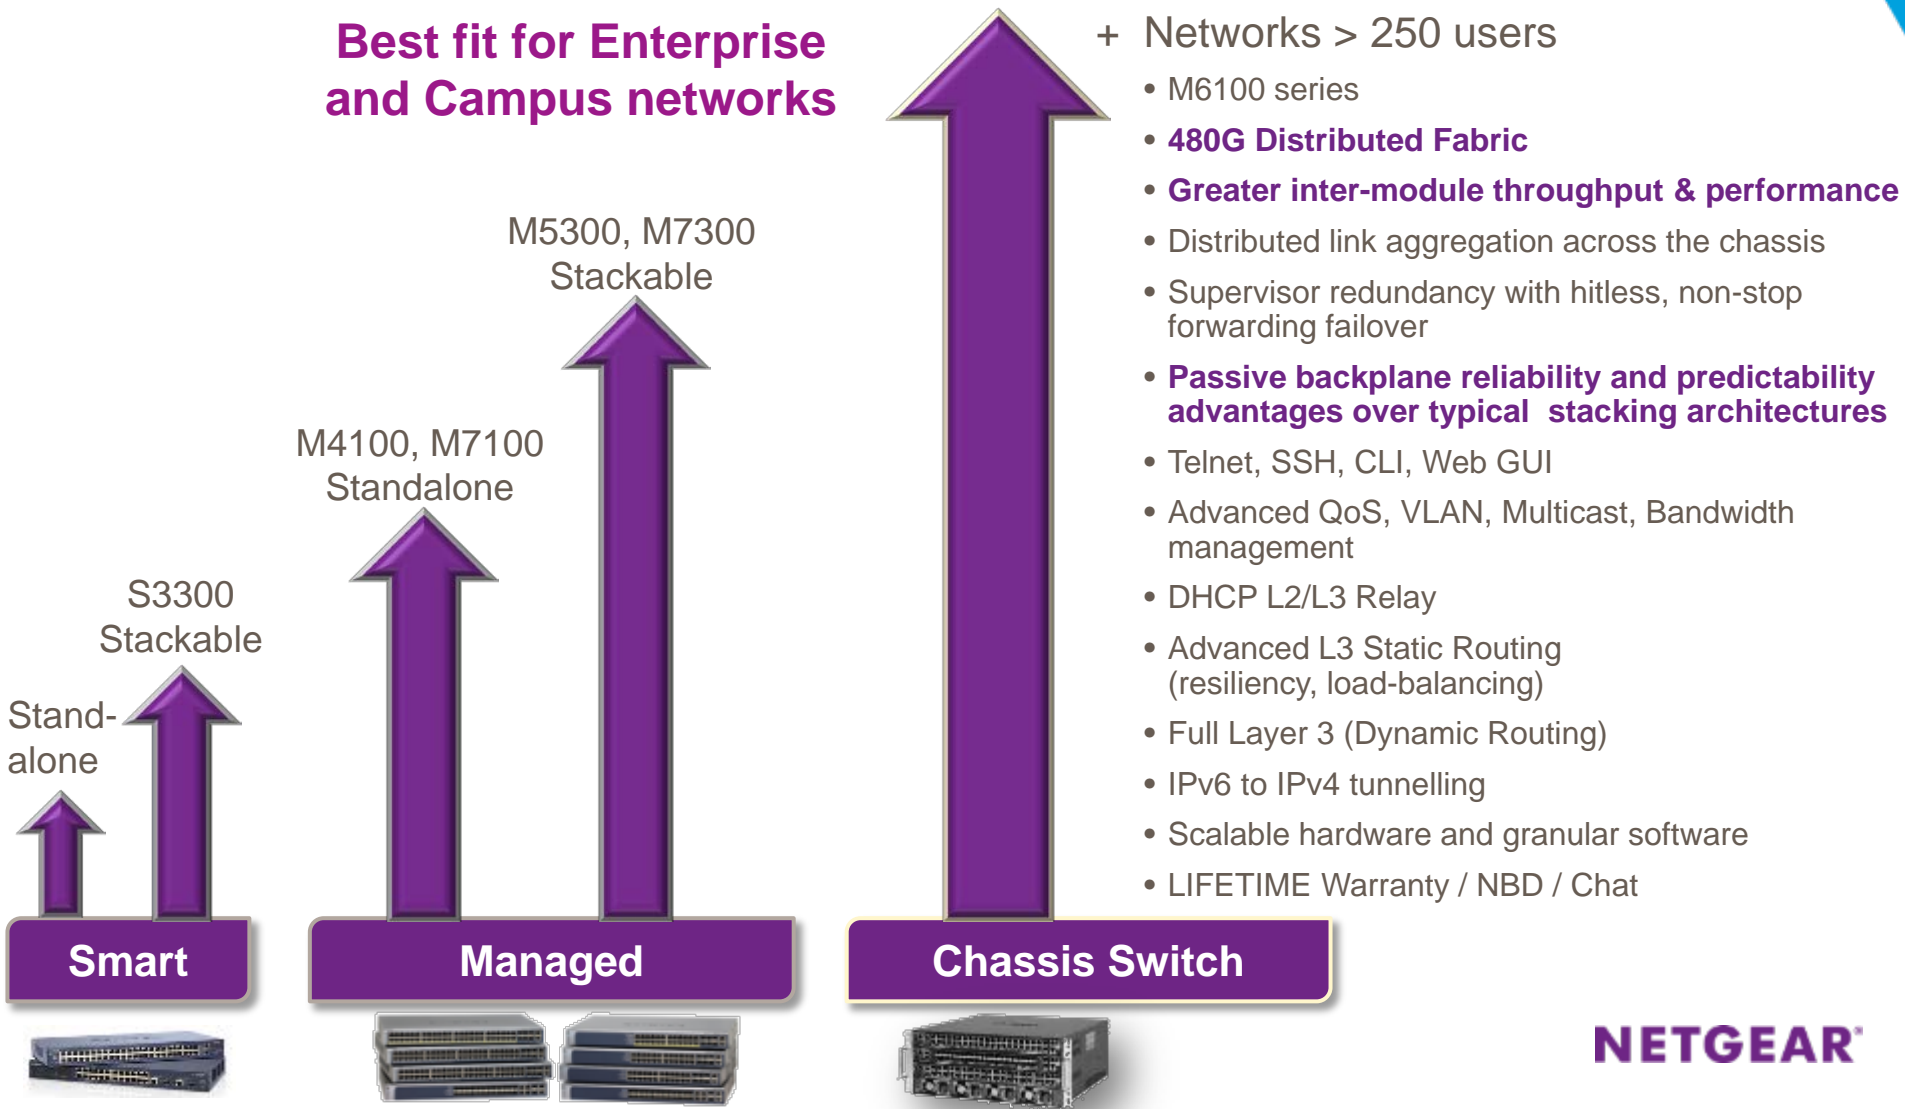 Best fit for Enterprise
and Campus networks
+ Networks > 250 users
• M6100 series
• 480G Distributed Fabric
• Greater inter-module throughput & performance
• Distributed link aggregation across the chassis
• Supervisor redundancy with hitless, non-stop
forwarding failover
• Passive backplane reliability and predictability
advantages over typical stacking architectures
• Telnet, SSH, CLI, Web GUI
• Advanced QoS, VLAN, Multicast, Bandwidth
management
• DHCP L2/L3 Relay
• Advanced L3 Static Routing
(resiliency, load-balancing)
• Full Layer 3 (Dynamic Routing)
• IPv6 to IPv4 tunnelling
• Scalable hardware and granular software
• LIFETIME Warranty / NBD / Chat
M5300, M7300
Stackable
M4100, M7100
Standalone
S3300
Stackable
Stand-
alone
Smart
Managed
Chassis Switch
NETGEAR®